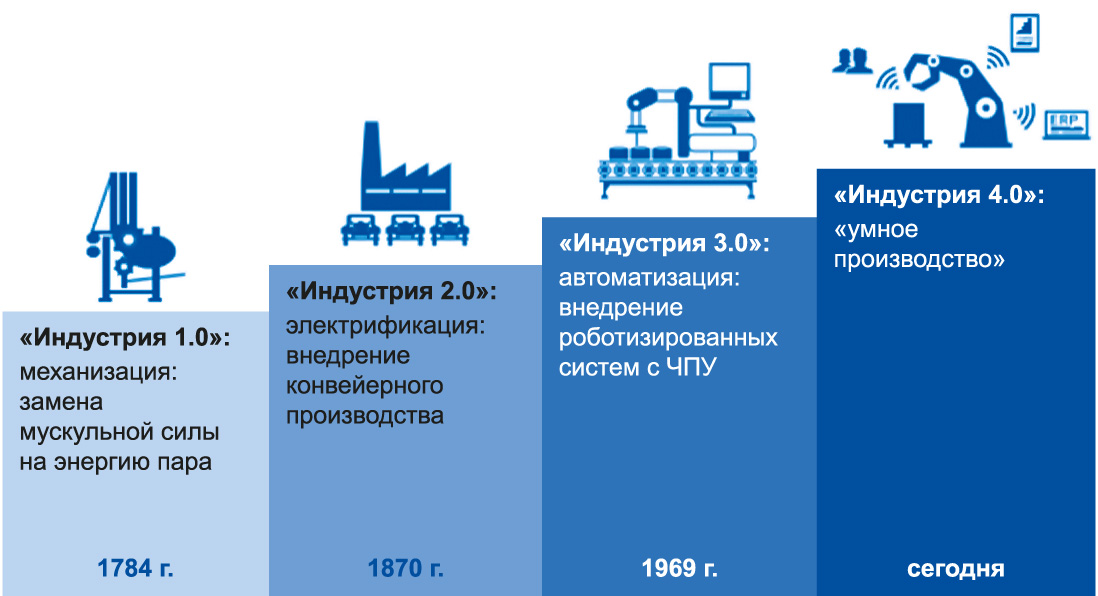 ERP
«Индустрия 1.0»:
механизация:
замена
мускульной силы
на энергию пара
1784 г.
«Индустрия 2.0»:
электрификация:
внедрение
конвейерного
производства
1870 г.
«Индустрия 3.0»:
автоматизация:
внедрение
роботизированных
систем с ЧПУ
1969 г.
«Индустрия 4.0»:
«умное
производство»
сегодня